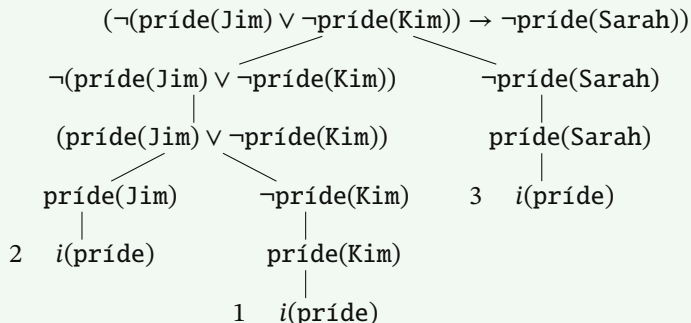 (¬(príde(Jim) ∨ ¬príde(Kim)) → ¬príde(Sarah))
¬(príde(Jim) ∨ ¬príde(Kim)) ¬príde(Sarah)
(príde(Jim) ∨ ¬príde(Kim)) príde(Sarah)
príde(Jim) ¬príde(Kim) 3 i(príde)
2 i(príde) príde(Kim)
1 i(príde)